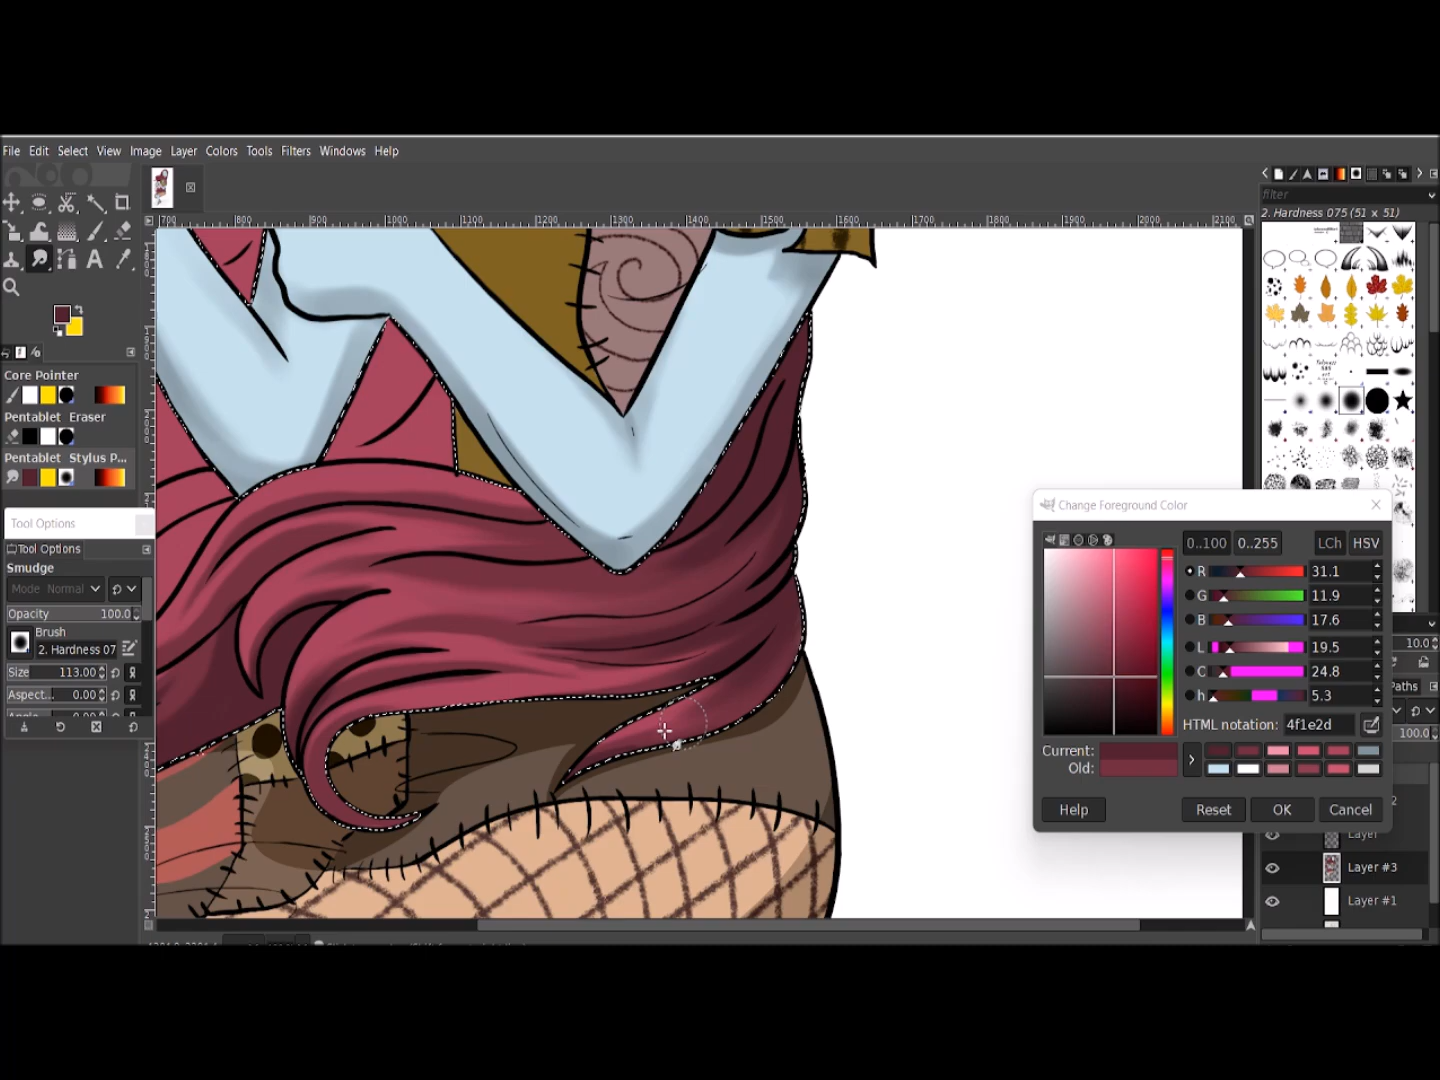 File Edit Select View Image Layer Colors Tools Filters Windows Help
filter
2. Hardness 075 (51 × 51)
700 800 900 1000 1100 1200 1300 1400 1500 1600 1700 1800 1900 2000 2100
Core Pointer
Pentablet Eraser
Pentablet Stylus P...
Tool Options
Tool Options
Smudge
Mode Normal
Opacity 100.0
Brush
2. Hardness 07
Size 113.00
Aspect... 0.00
Change Foreground Color
0..100 0..255 LCh HSV
R 31.1
G 11.9
B 17.6
L 19.5
C 24.8
h 5.3
HTML notation: 4f1e2d
Current:
Old:
Help Reset OK Cancel
10.0
Paths
100.0
2
Layer
Layer #3
Layer #1